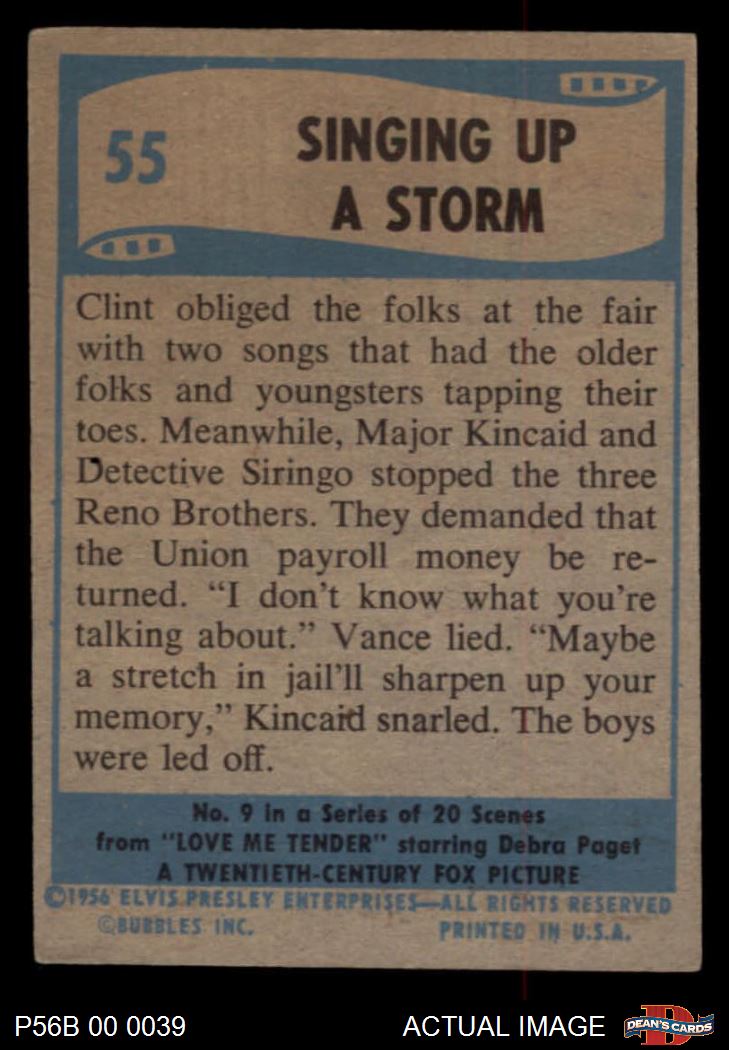 55
SINGING UP
A STORM
Clint obliged the folks at the fair
with two songs that had the older
folks and youngsters tapping their
toes. Meanwhile, Major Kincaid and
Detective Siringo stopped the three
Reno Brothers. They demanded that
the Union payroll money be re-
turned. “I don’t know what you’re
talking about.” Vance lied. “Maybe
a stretch in jail’ll sharpen up your
memory,” Kincaid snarled. The boys
were led off.
No. 9 in a Series of 20 Scenes
from "LOVE ME TENDER" starring Debra Paget
A TWENTIETH-CENTURY FOX PICTURE
©1956 ELVIS PRESLEY ENTERPRISES—ALL RIGHTS RESERVED
©BUBBLES INC. PRINTED IN U.S.A.
P56B 00 0039 ACTUAL IMAGE DEAN'S CARDS